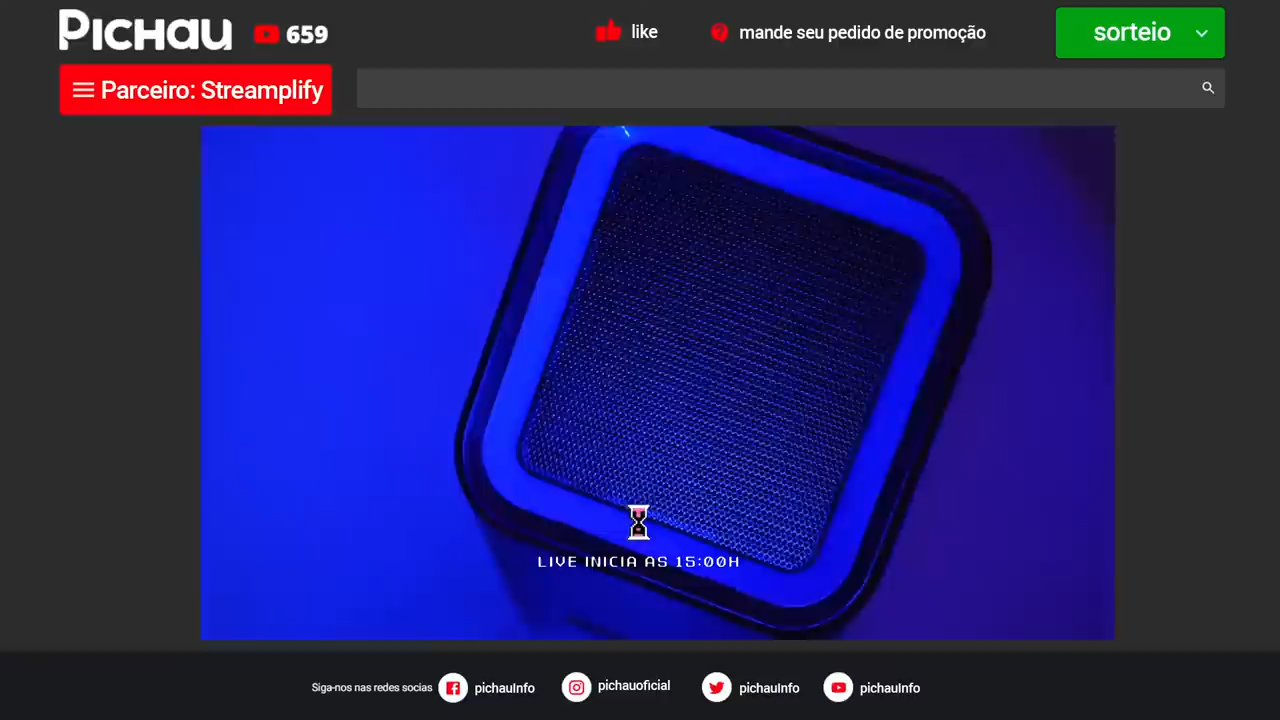 PICHAU
659
like
mande seu pedido de promoção
sorteio
Parceiro: Streamplify
LIVE INICIA AS 15:00H
Siga-nos nas redes socias
pichauInfo
pichauoficial
pichauInfo
pichauInfo